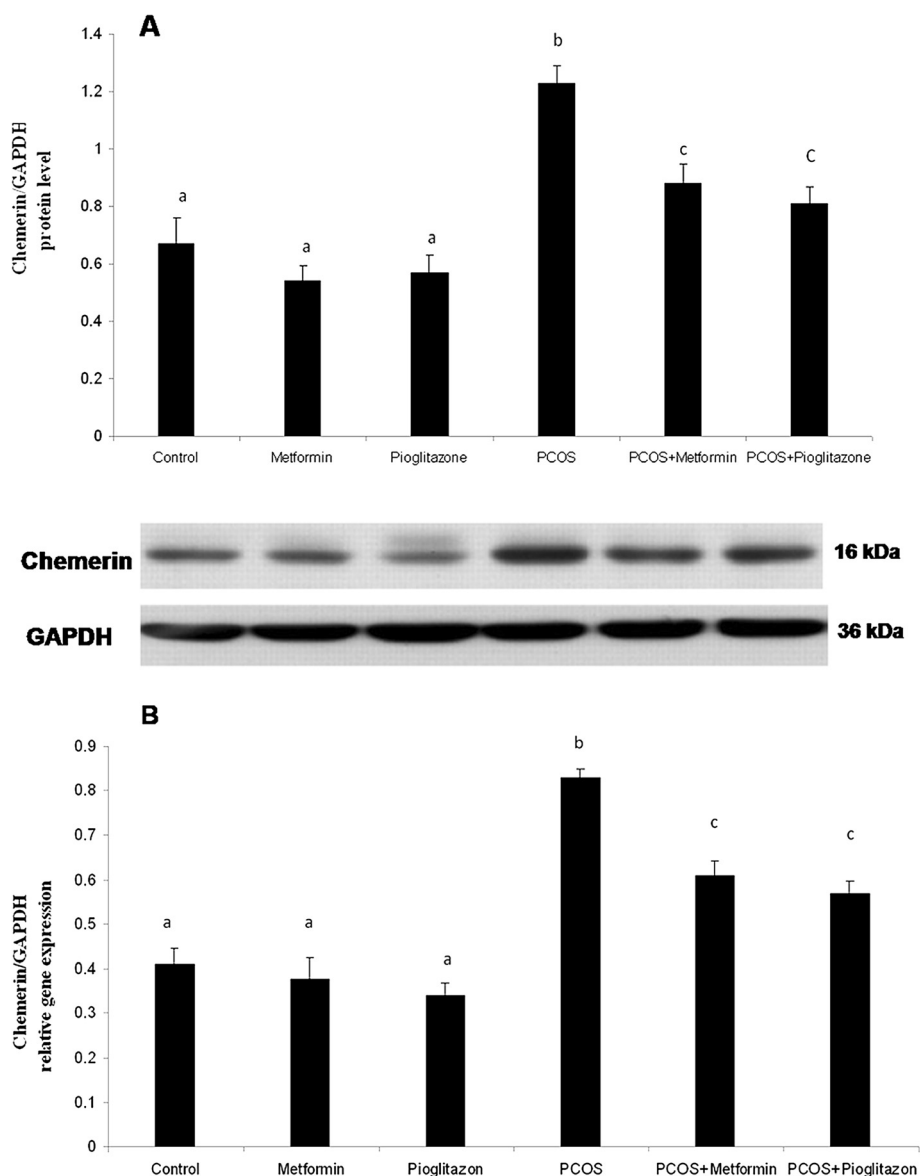 A
1.4
b
1.2
c
C
1
a
0.8
a
a
0.6
0.4
0.2
0
Chemerin/GAPDH
protein level
Control Metformin Pioglitazone PCOS PCOS+Metformin PCOS+Pioglitazone
Chemerin 16 kDa
GAPDH 36 kDa
B
0.9
b
0.8
c
c
0.7
0.6
a
a
0.5
a
0.4
0.3
0.2
0.1
0
Chemerin/GAPDH
relative gene expression
Control Metformin Pioglitazon PCOS PCOS+Metformin PCOS+Pioglitazon